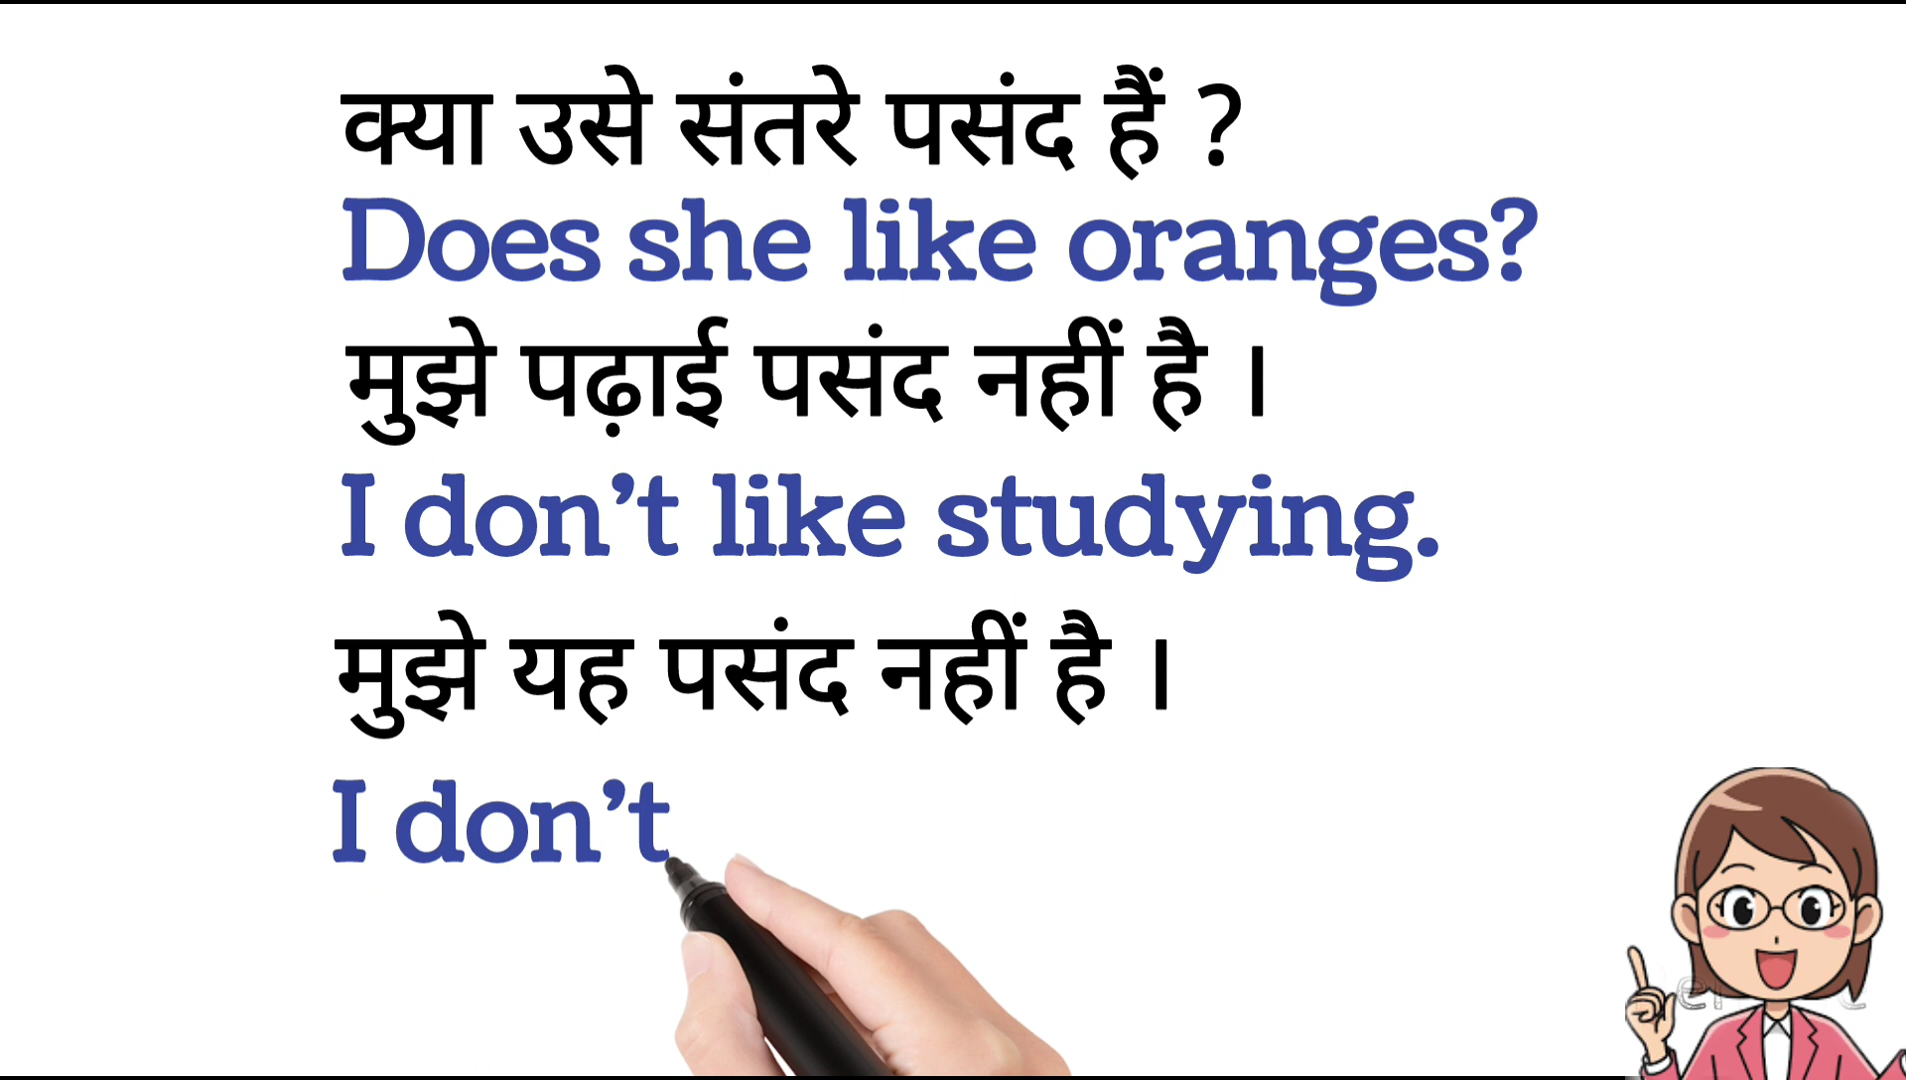 क्या उसे संतरे पसंद हैं ?
Does she like oranges?
मुझे पढ़ाई पसंद नहीं है ।
I don’t like studying.
मुझे यह पसंद नहीं है ।
I don’t